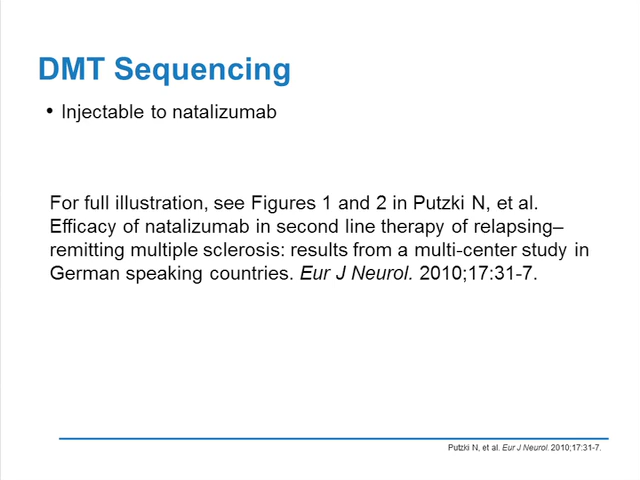 DMT Sequencing
• Injectable to natalizumab
For full illustration, see Figures 1 and 2 in Putzki N, et al.
Efficacy of natalizumab in second line therapy of relapsing–
remitting multiple sclerosis: results from a multi-center study in
German speaking countries. Eur J Neurol. 2010;17:31-7.
Putzki N, et al. Eur J Neurol. 2010;17:31-7.